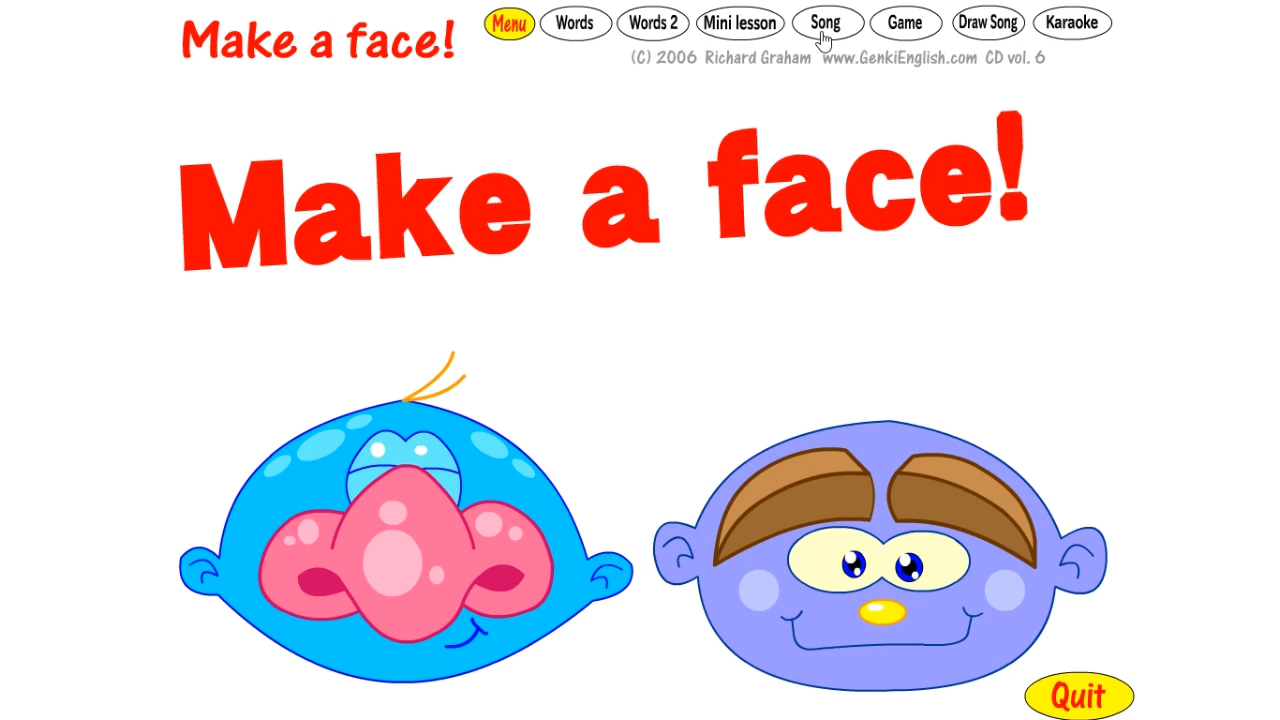 Make a face!
Menu Words Words 2 Mini lesson Song Game Draw Song Karaoke
(C) 2006 Richard Graham www.GenkiEnglish.com CD vol. 6
Make a face!
Quit